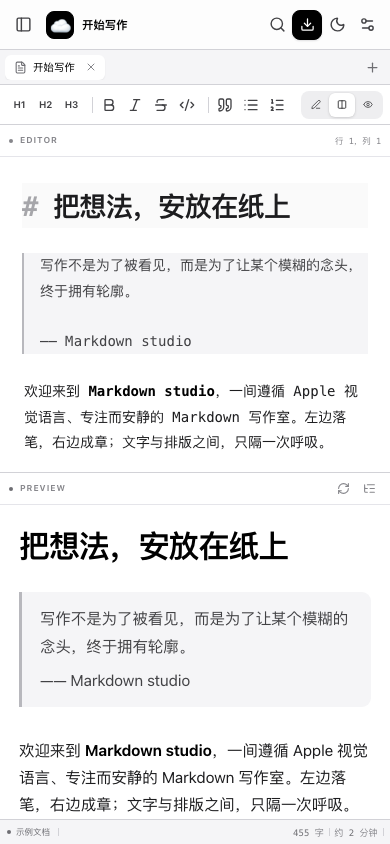 开始写作
开始写作
H1 H2 H3
EDITOR 行 1, 列 1
# 把想法，安放在纸上
写作不是为了被看见，而是为了让某个模糊的念头，
终于拥有轮廓。
—— Markdown studio
欢迎来到 Markdown studio，一间遵循 Apple 视
觉语言、专注而安静的 Markdown 写作室。左边落
笔，右边成章；文字与排版之间，只隔一次呼吸。
PREVIEW
把想法，安放在纸上
写作不是为了被看见，而是为了让某个模糊的
念头，终于拥有轮廓。
—— Markdown studio
欢迎来到 Markdown studio，一间遵循 Apple 视觉
语言、专注而安静的 Markdown 写作室。左边落
笔，右边成章；文字与排版之间，只隔一次呼吸。
示例文档 455 字 约 2 分钟